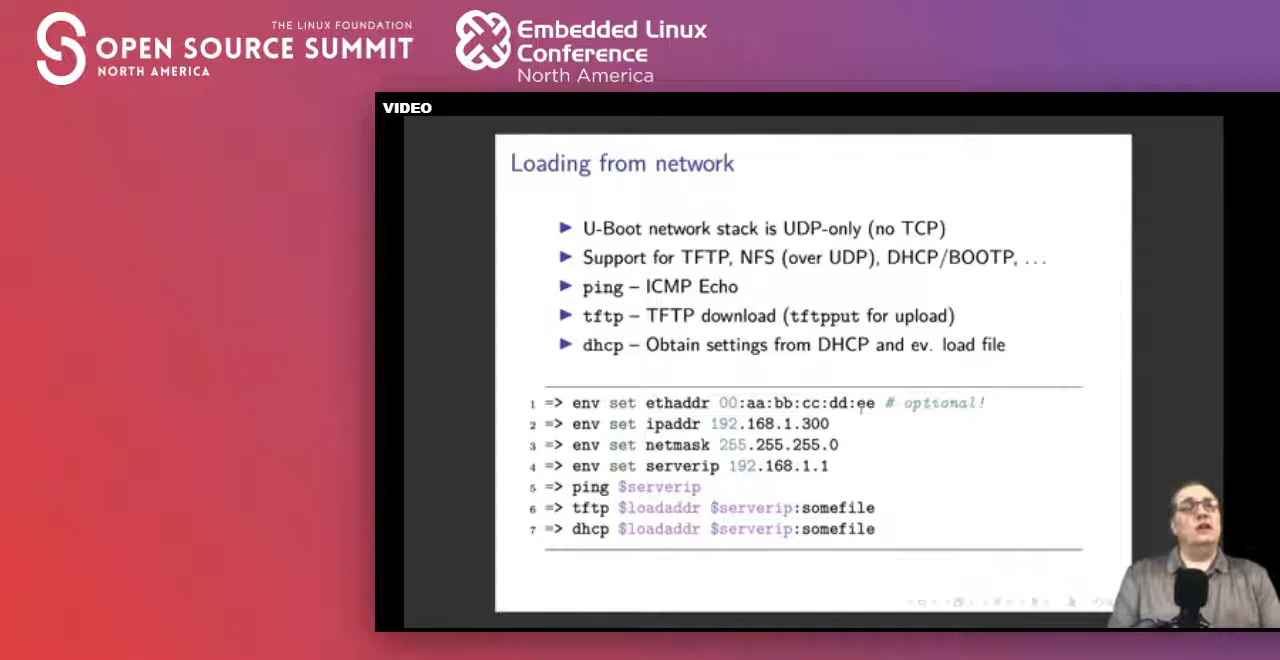 THE LINUX FOUNDATION
OPEN SOURCE SUMMIT
NORTH AMERICA
Embedded Linux
Conference
North America
VIDEO
Loading from network
▶ U-Boot network stack is UDP-only (no TCP)
▶ Support for TFTP, NFS (over UDP), DHCP/BOOTP, ...
▶ ping – ICMP Echo
▶ tftp – TFTP download (tftpput for upload)
▶ dhcp – Obtain settings from DHCP and ev. load file
1 => env set ethaddr 00:aa:bb:cc:dd:ee # optional!
2 => env set ipaddr 192.168.1.300
3 => env set netmask 255.255.255.0
4 => env set serverip 192.168.1.1
5 => ping $serverip
6 => tftp $loadaddr $serverip:somefile
7 => dhcp $loadaddr $serverip:somefile